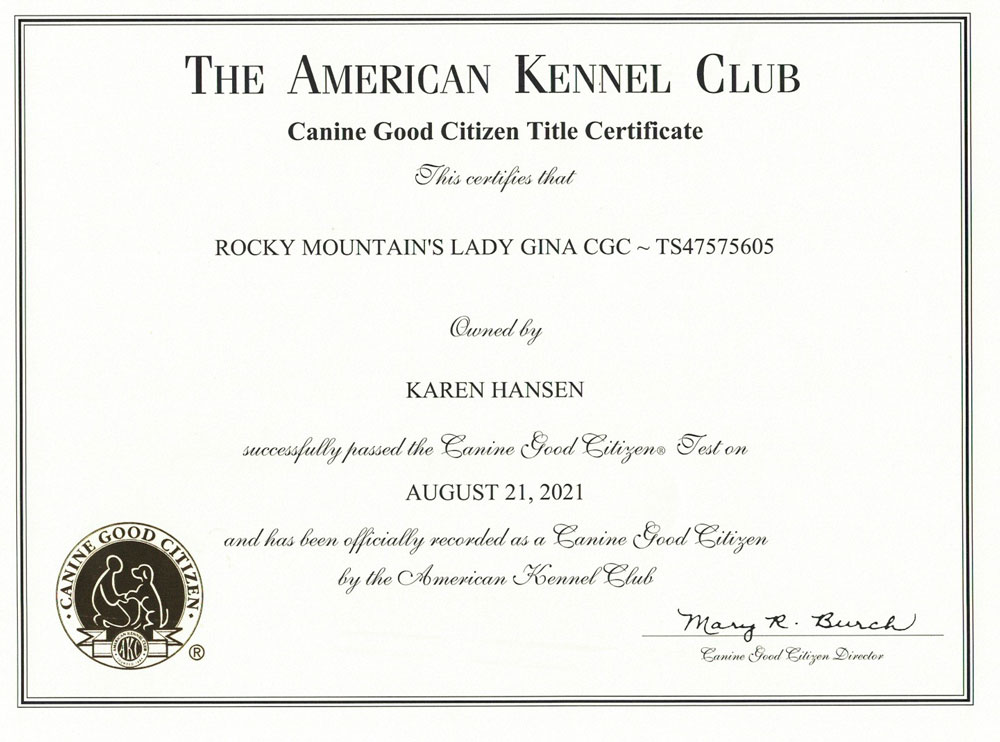 THE AMERICAN KENNEL CLUB
Canine Good Citizen Title Certificate
This certifies that
ROCKY MOUNTAIN'S LADY GINA CGC ~ TS47575605
Owned by
KAREN HANSEN
successfully passed the Canine Good Citizen® Test on
AUGUST 21, 2021
and has been officially recorded as a Canine Good Citizen
by the American Kennel Club
CANINE GOOD CITIZEN
AKC
®
Mary R. Burch
Canine Good Citizen Director